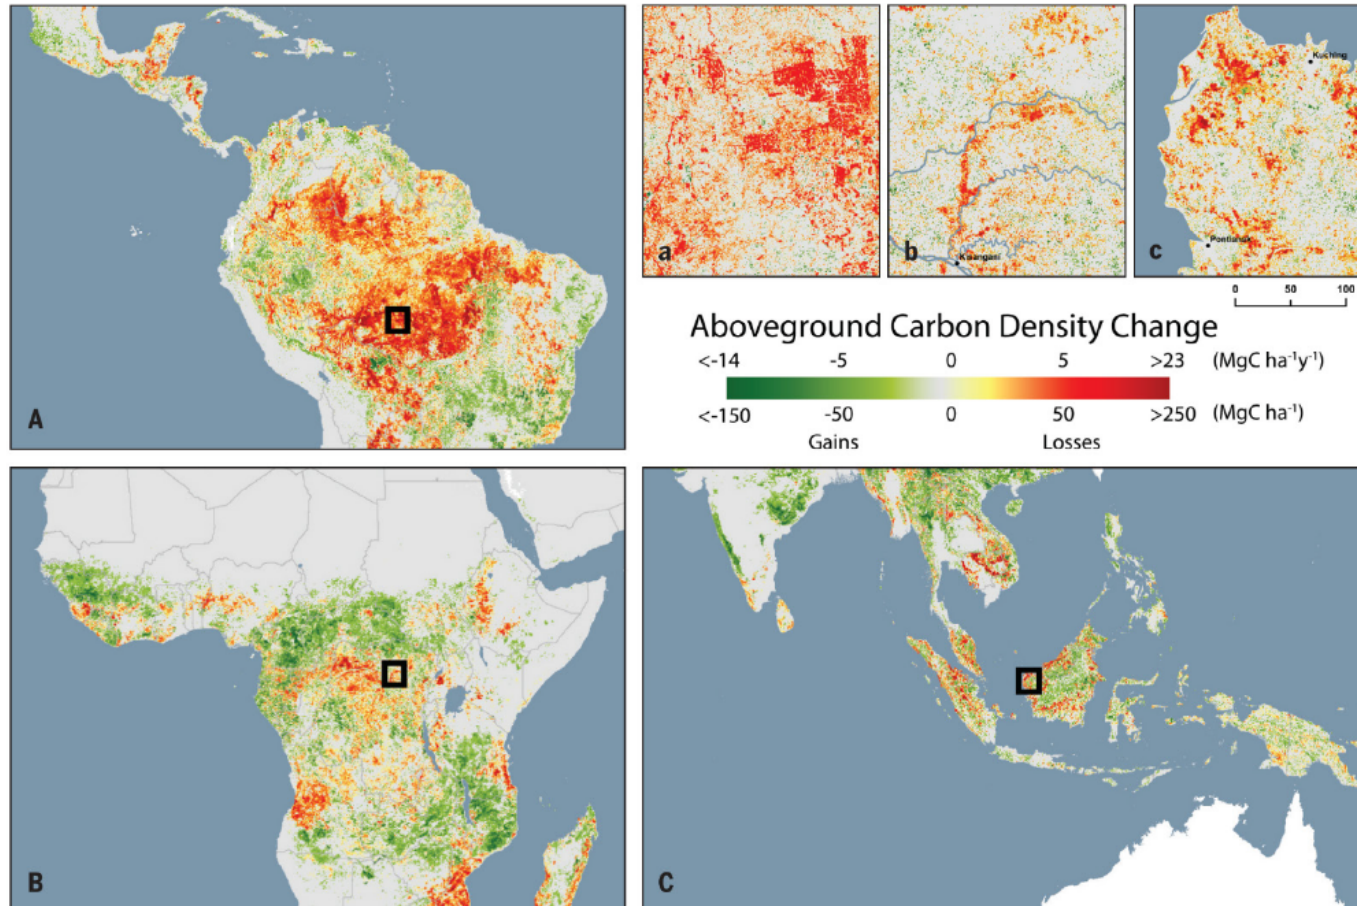 A
a
b
Kisangani
c
Kuching
Pontianak
0 50 100
Aboveground Carbon Density Change
<-14 -5 0 5 >23 (MgC ha⁻¹y⁻¹)
<-150 -50 0 50 >250 (MgC ha⁻¹)
Gains Losses
B
C